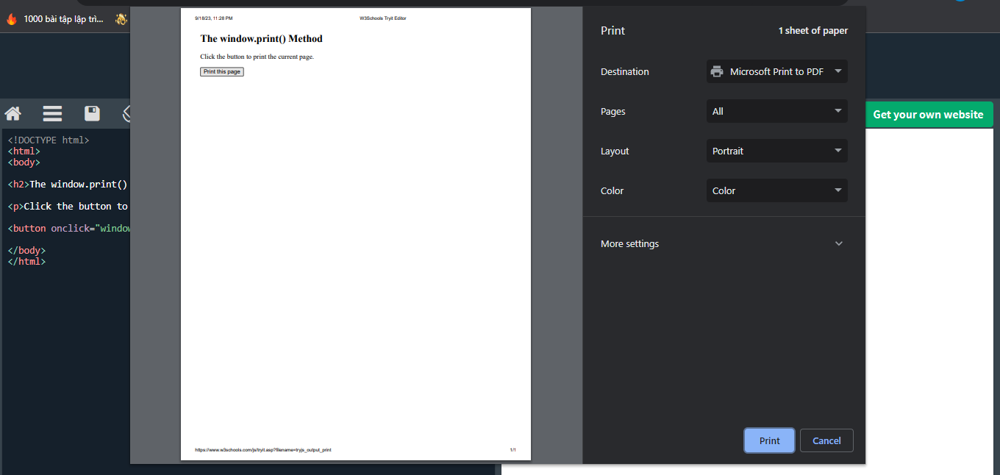 1000 bài tập lập trì...
9/18/23, 11:28 PM
W3Schools Tryit Editor
The window.print() Method
Click the button to print the current page.
Print this page
https://www.w3schools.com/js/tryit.asp?filename=tryjs_output_print
1/1
Print
1 sheet of paper
Destination
Microsoft Print to PDF
Pages
All
Layout
Portrait
Color
Color
More settings
Print
Cancel
Get your own website
<!DOCTYPE html>
<html>
<body>
<h2>The window.print()
<p>Click the button to
<button onclick="window
</body>
</html>